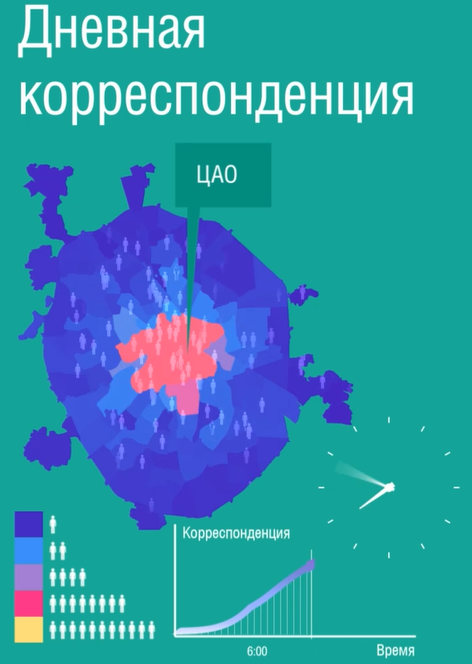 Дневная
корреспонденция
ЦАО
Корреспонденция
6:00
Время